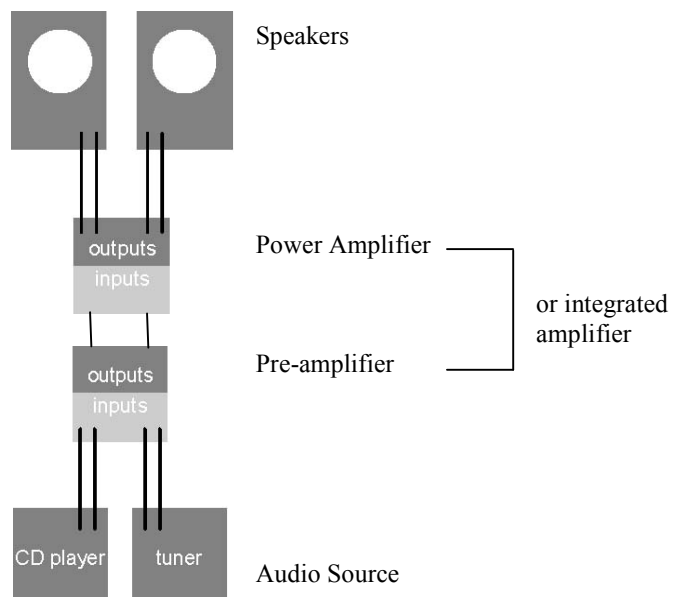 Speakers
outputs
inputs
Power Amplifier
or integrated
amplifier
outputs
inputs
Pre-amplifier
CD player
tuner
Audio Source